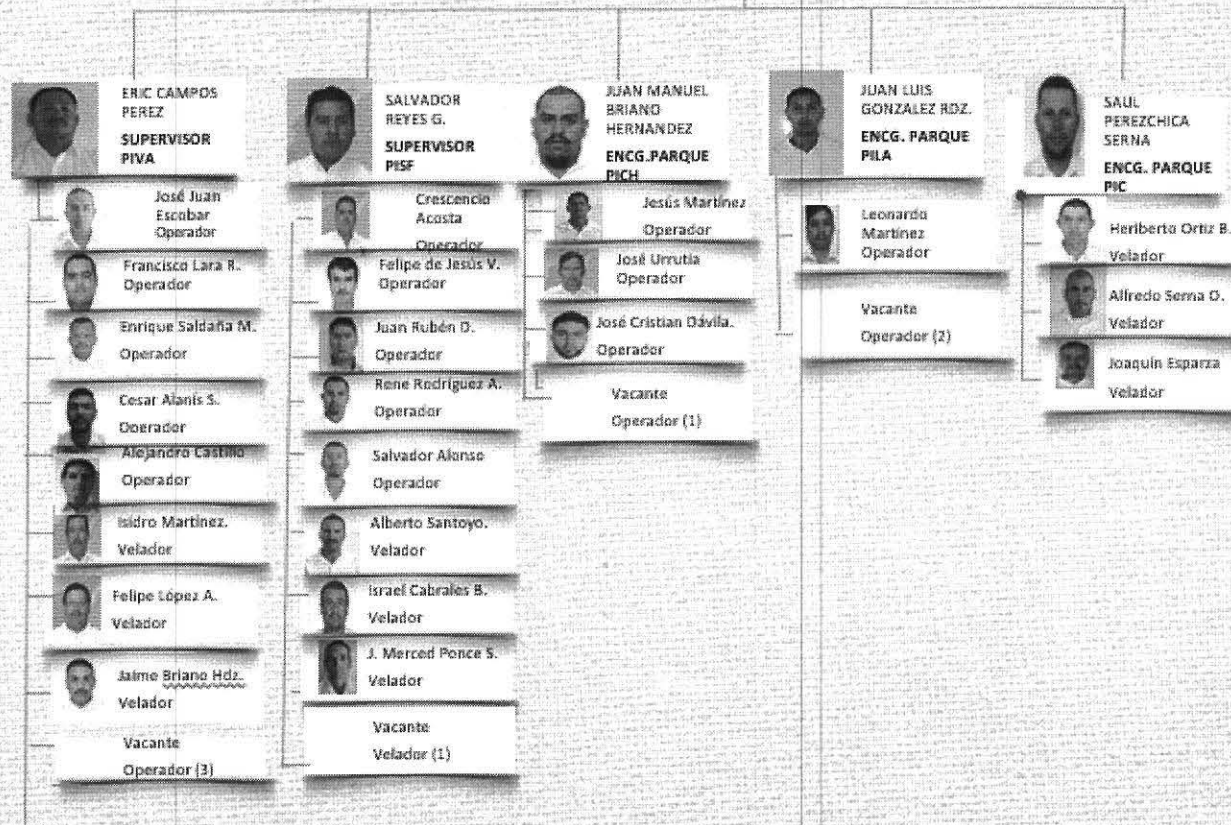 ERIC CAMPOS
PEREZ
SUPERVISOR
PIVA
José Juan
Escobar
Operador
Francisco Lara R.
Operador
Enrique Saldaña M.
Operador
Cesar Alanis S.
Operador
Alejandro Castillo
Operador
Isidro Martínez.
Velador
Felipe López A.
Velador
Jaime Briano Hdz.
Velador
Vacante
Operador (3)
SALVADOR
REYES G.
SUPERVISOR
PISF
Crescencio
Acosta
Operador
Felipe de Jesús V.
Operador
Juan Rubén D.
Operador
Rene Rodríguez A.
Operador
Salvador Alonso
Operador
Alberto Santoyo.
Velador
Israel Cabrales B.
Velador
J. Merced Ponce S.
Velador
Vacante
Velador (1)
JUAN MANUEL
BRIANO
HERNANDEZ
ENCG.PARQUE
PICH
Jesús Martínez
Operador
José Urrutia
Operador
José Cristian Dávila.
Operador
Vacante
Operador (1)
JUAN LUIS
GONZALEZ RDZ.
ENCG. PARQUE
PILA
Leonardo
Martínez
Operador
Vacante
Operador (2)
SAUL
PEREZCHICA
SERNA
ENCG. PARQUE
PIC
Heriberto Ortiz B.
Velador
Alfredo Serna O.
Velador
Joaquín Esparza
Velador